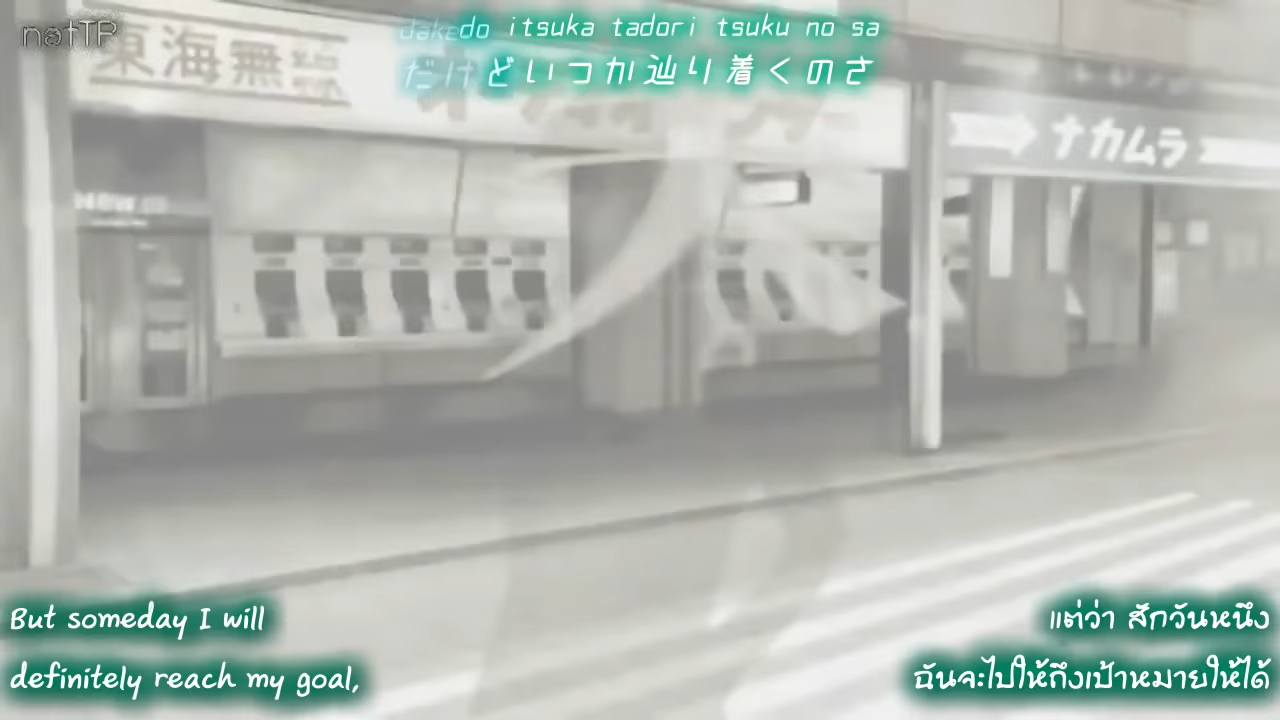 notTP
dakedo itsuka tadori tsuku no sa
だけどいつか辿り着くのさ
東海無線
ナカムラ
But someday I will
definitely reach my goal,
แต่ว่า สักวันหนึ่ง
ฉันจะไปให้ถึงเป้าหมายให้ได้